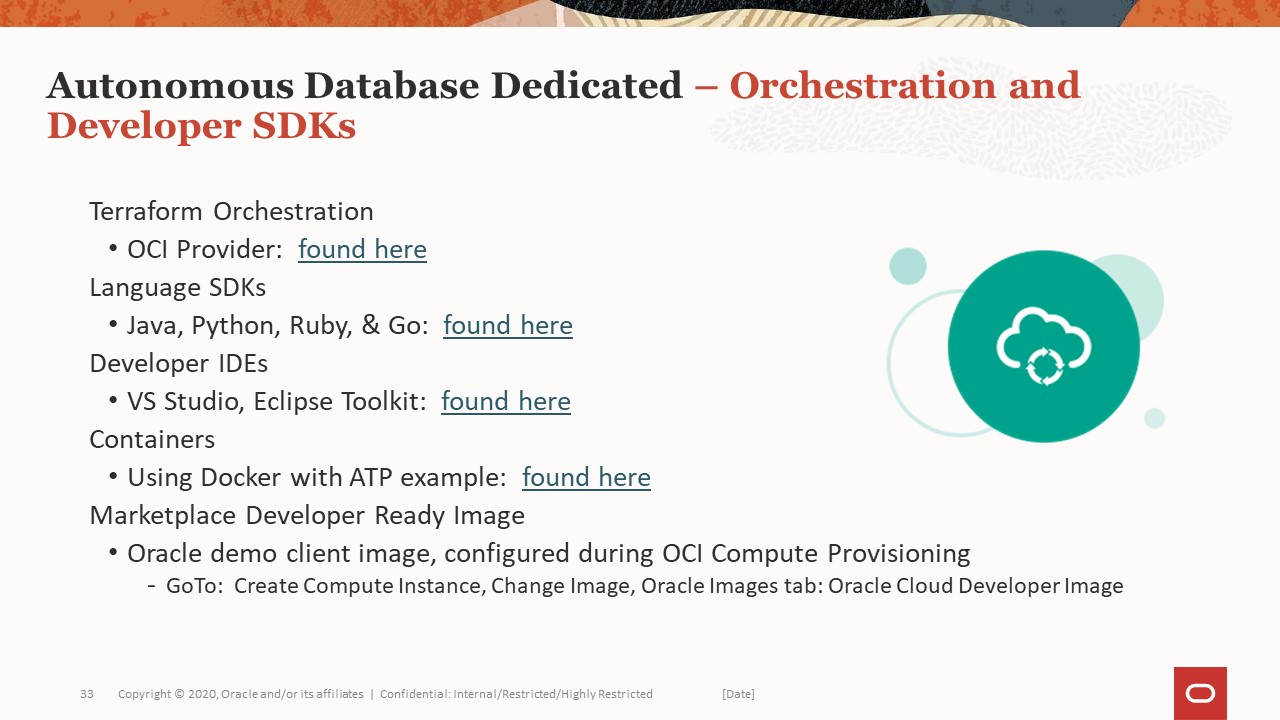 Autonomous Database Dedicated – Orchestration and
Developer SDKs
Terraform Orchestration
• OCI Provider: found here
Language SDKs
• Java, Python, Ruby, & Go: found here
Developer IDEs
• VS Studio, Eclipse Toolkit: found here
Containers
• Using Docker with ATP example: found here
Marketplace Developer Ready Image
• Oracle demo client image, configured during OCI Compute Provisioning
- GoTo: Create Compute Instance, Change Image, Oracle Images tab: Oracle Cloud Developer Image
33 Copyright © 2020, Oracle and/or its affiliates | Confidential: Internal/Restricted/Highly Restricted [Date]